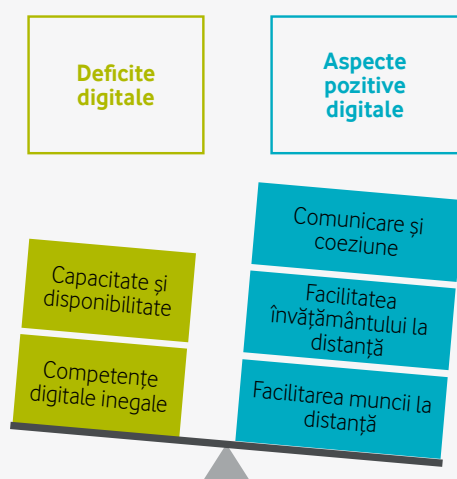 Deficite
digitale
Aspecte
pozitive
digitale
Capacitate și
disponibilitate
Competențe
digitale inegale
Comunicare și
coeziune
Facilitatea
învățământului la
distanță
Facilitarea muncii la
distanță